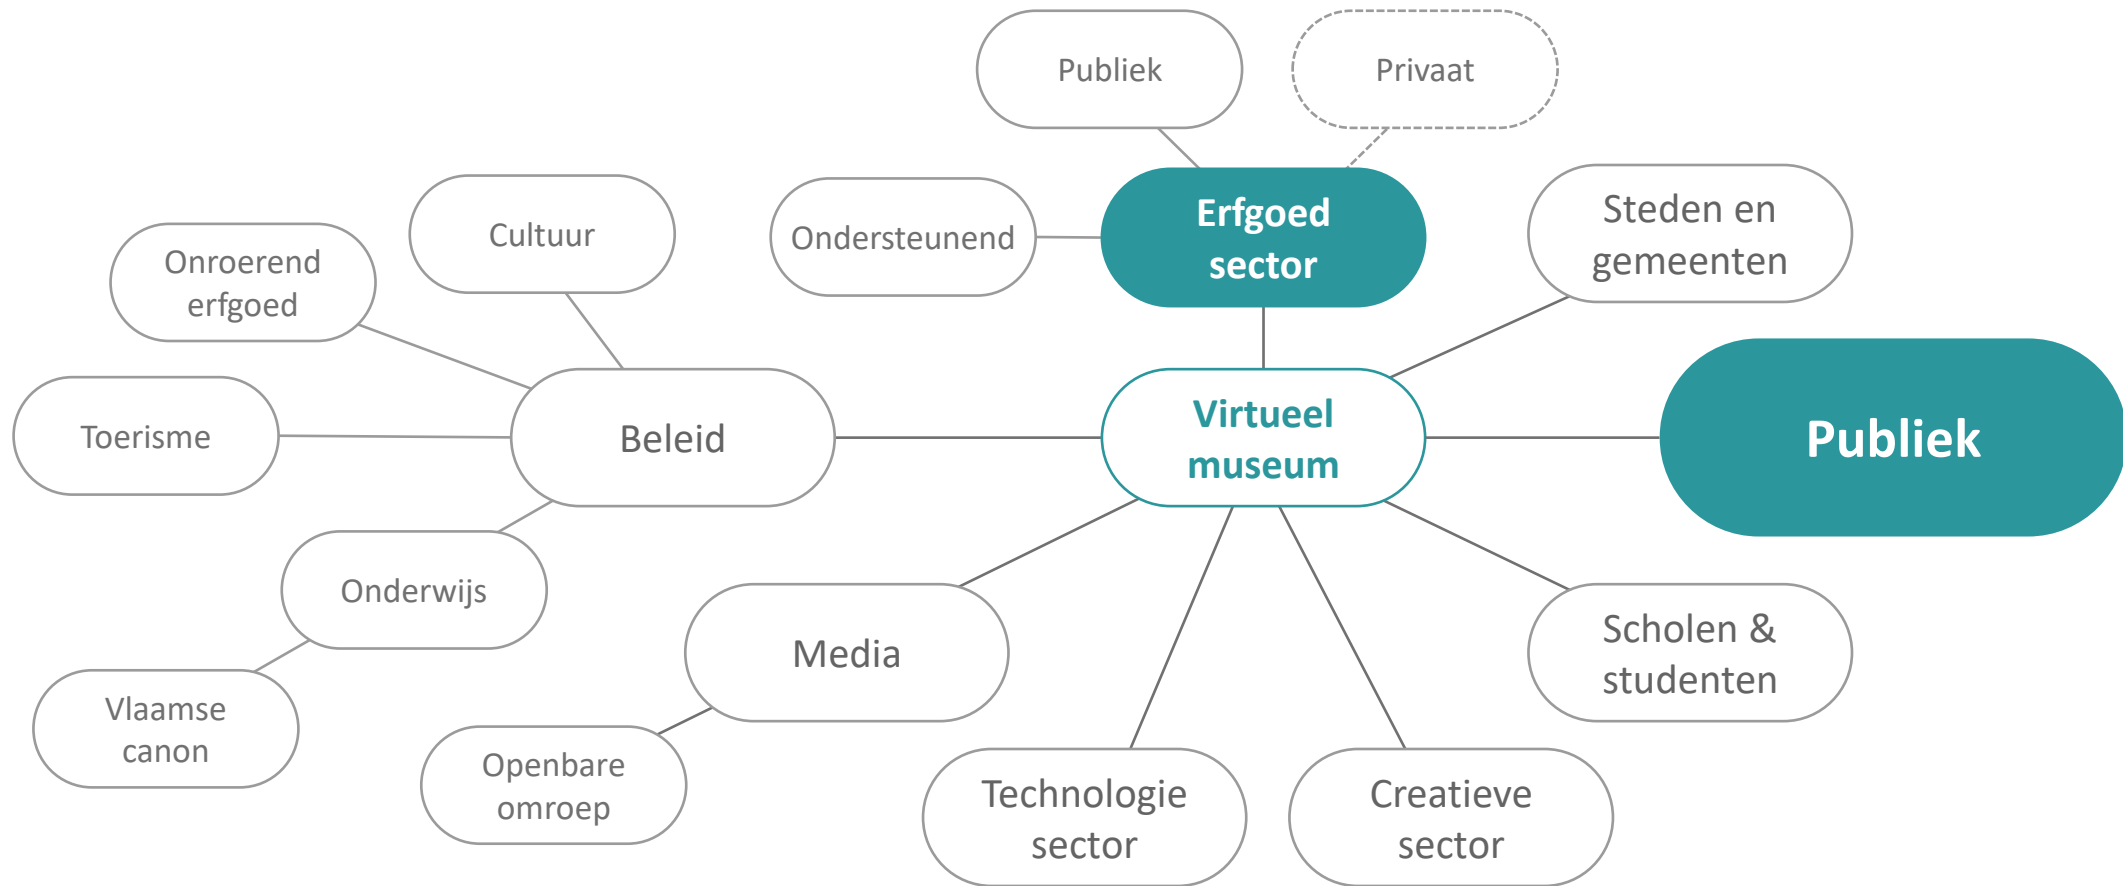 Publiek
Privaat
Erfgoed
sector
Steden en
gemeenten
Ondersteunend
Cultuur
Onroerend
erfgoed
Toerisme
Beleid
Virtueel
museum
Publiek
Onderwijs
Vlaamse
canon
Media
Openbare
omroep
Scholen &
studenten
Technologie
sector
Creatieve
sector